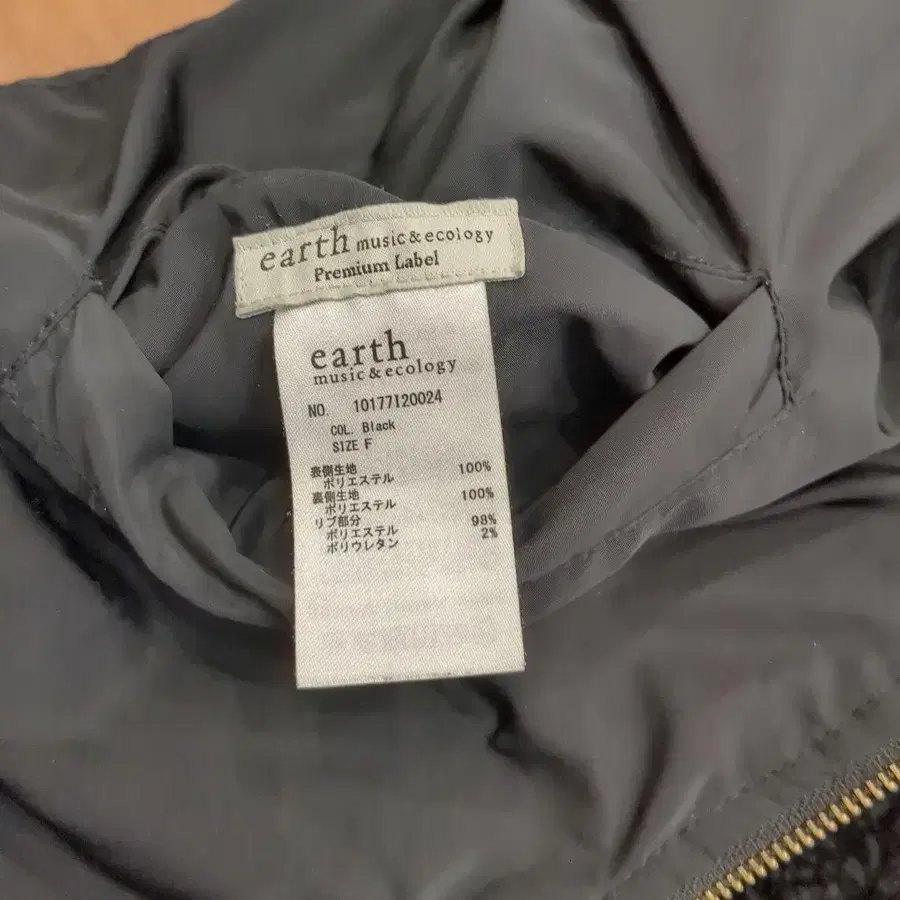 earth music&ecology
Premium Label
earth
music&ecology
NO. 10177I20024
COL. Black
SIZE F
表側生地 100%
ポリエステル
裏側生地 100%
ポリエステル
リブ部分
ポリエステル 98%
ポリウレタン 2%